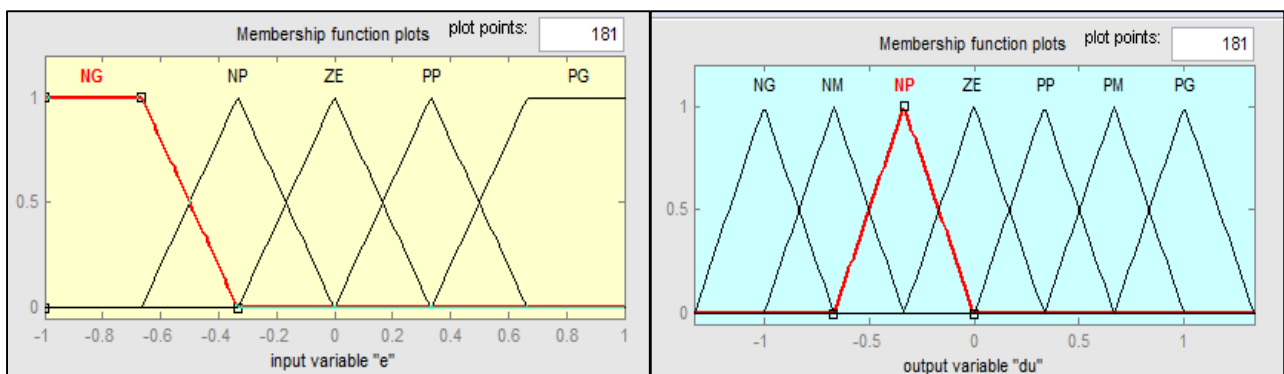 Membership function plots plot points: 181
NG NP ZE PP PG
1
0.5
0
-1 -0.8 -0.6 -0.4 -0.2 0 0.2 0.4 0.6 0.8 1
input variable "e"
Membership function plots plot points: 181
NG NM NP ZE PP PM PG
1
0.5
0
-1 -0.5 0 0.5 1
output variable "du"